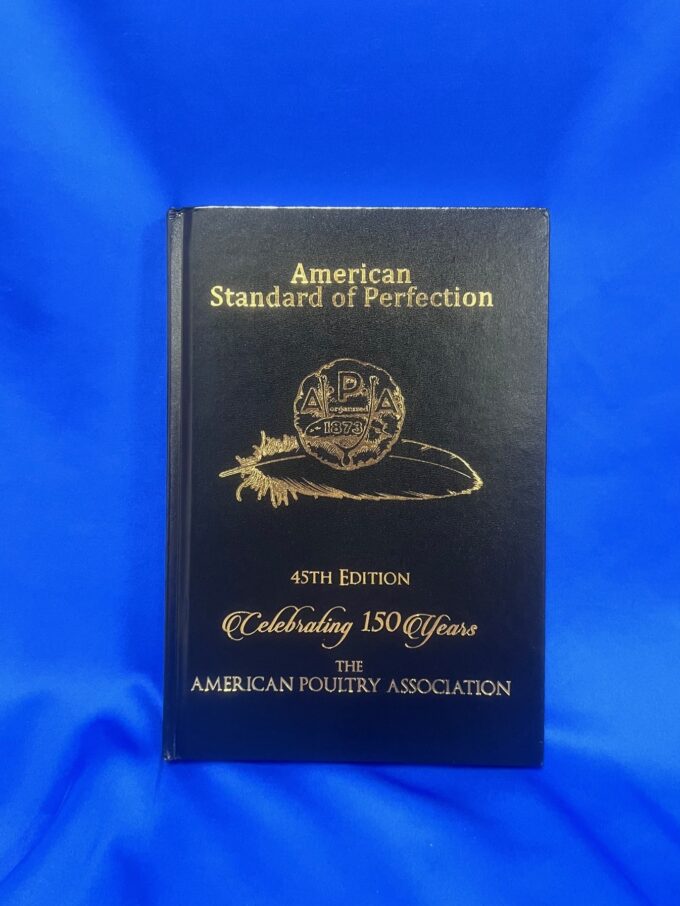 American
Standard of Perfection
A.P.A
organized
1873
45TH EDITION
Celebrating 150 Years
THE
AMERICAN POULTRY ASSOCIATION